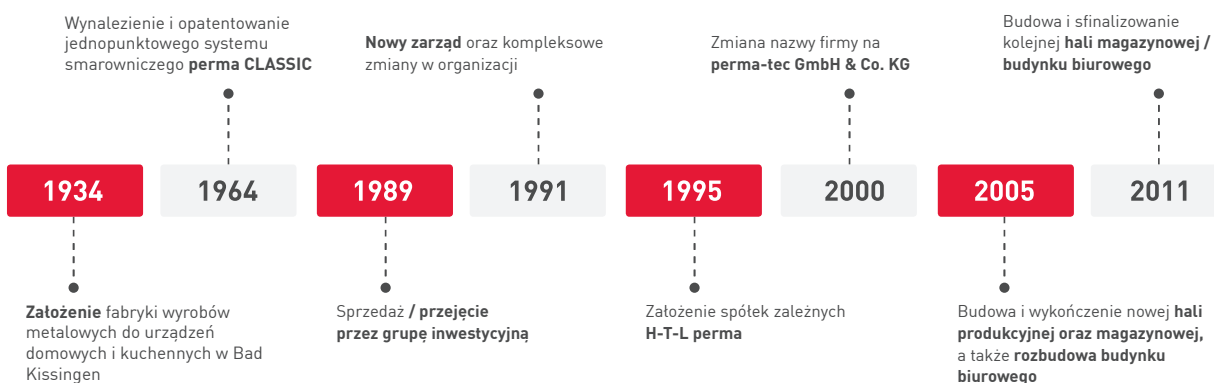 Wynalezienie i opatentowanie
jednopunktowego systemu
smarowniczego perma CLASSIC
Nowy zarząd oraz kompleksowe
zmiany w organizacji
Zmiana nazwy firmy na
perma-tec GmbH & Co. KG
Budowa i sfinalizowanie
kolejnej hali magazynowej /
budynku biurowego
1934
1964
1989
1991
1995
2000
2005
2011
Założenie fabryki wyrobów
metalowych do urządzeń
domowych i kuchennych w Bad
Kissingen
Sprzedaż / przejęcie
przez grupę inwestycyjną
Założenie spółek zależnych
H-T-L perma
Budowa i wykończenie nowej hali
produkcyjnej oraz magazynowej,
a także rozbudowa budynku
biurowego